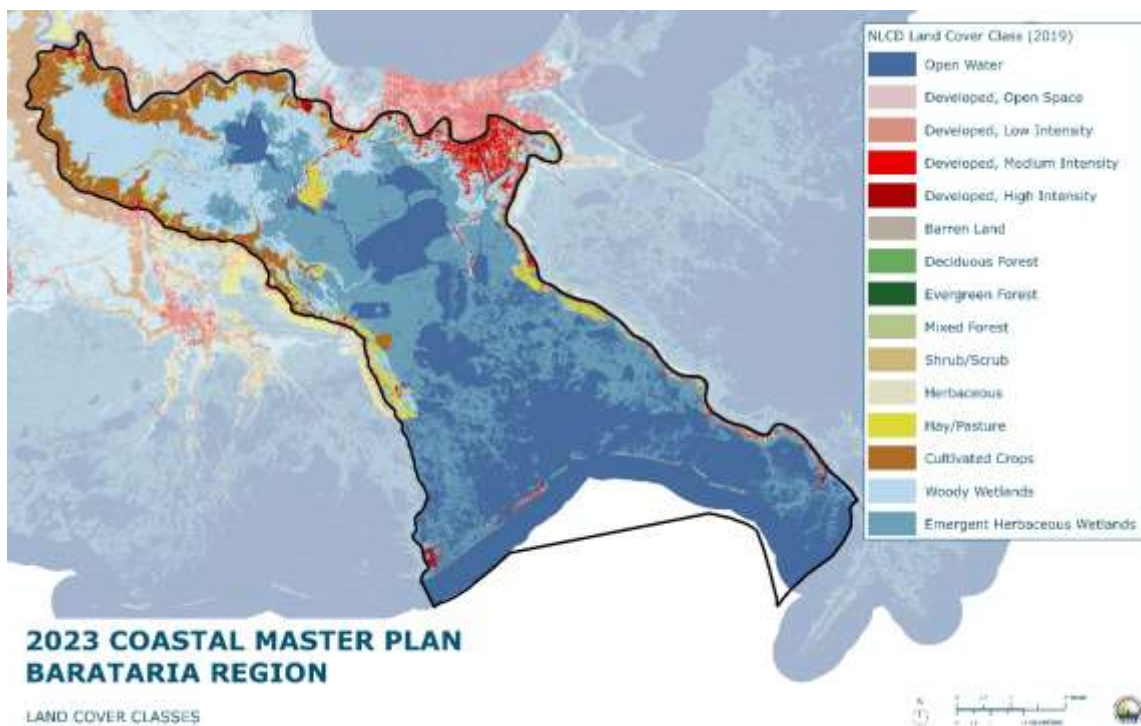 NLCD Land Cover Class (2019)
Open Water
Developed, Open Space
Developed, Low Intensity
Developed, Medium Intensity
Developed, High Intensity
Barren Land
Deciduous Forest
Evergreen Forest
Mixed Forest
Shrub/Scrub
Herbaceous
Hay/Pasture
Cultivated Crops
Woody Wetlands
Emergent Herbaceous Wetlands
2023 COASTAL MASTER PLAN
BARATARIA REGION
LAND COVER CLASSES
N